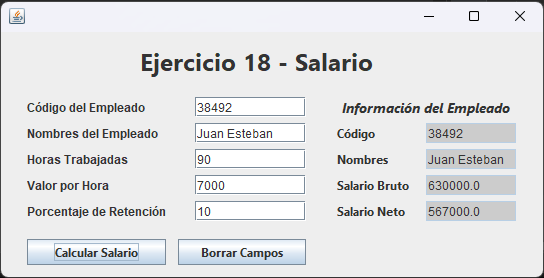 Ejercicio 18 - Salario
Código del Empleado 38492
Nombres del Empleado Juan Esteban
Horas Trabajadas 90
Valor por Hora 7000
Porcentaje de Retención 10
Calcular Salario Borrar Campos
Información del Empleado
Código 38492
Nombres Juan Esteban
Salario Bruto 630000.0
Salario Neto 567000.0